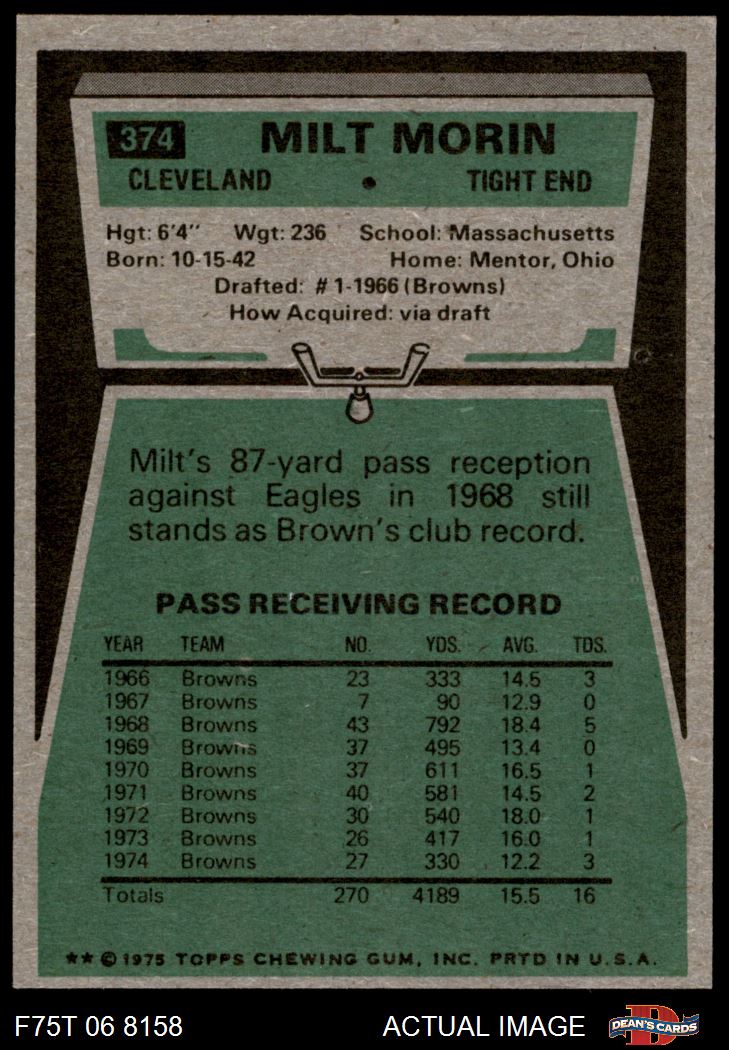 374 MILT MORIN
CLEVELAND • TIGHT END
Hgt: 6'4" Wgt: 236 School: Massachusetts
Born: 10-15-42 Home: Mentor, Ohio
Drafted: #1-1966 (Browns)
How Acquired: via draft
Milt's 87-yard pass reception
against Eagles in 1968 still
stands as Brown's club record.
PASS RECEIVING RECORD
YEAR TEAM NO. YDS. AVG. TDS.
1966 Browns 23 333 14.5 3
1967 Browns 7 90 12.9 0
1968 Browns 43 792 18.4 5
1969 Browns 37 495 13.4 0
1970 Browns 37 611 16.5 1
1971 Browns 40 581 14.5 2
1972 Browns 30 540 18.0 1
1973 Browns 26 417 16.0 1
1974 Browns 27 330 12.2 3
Totals 270 4189 15.5 16
★★ © 1975 TOPPS CHEWING GUM, INC. PRTD IN U.S.A.
F75T 06 8158 ACTUAL IMAGE D DEAN'S CARDS